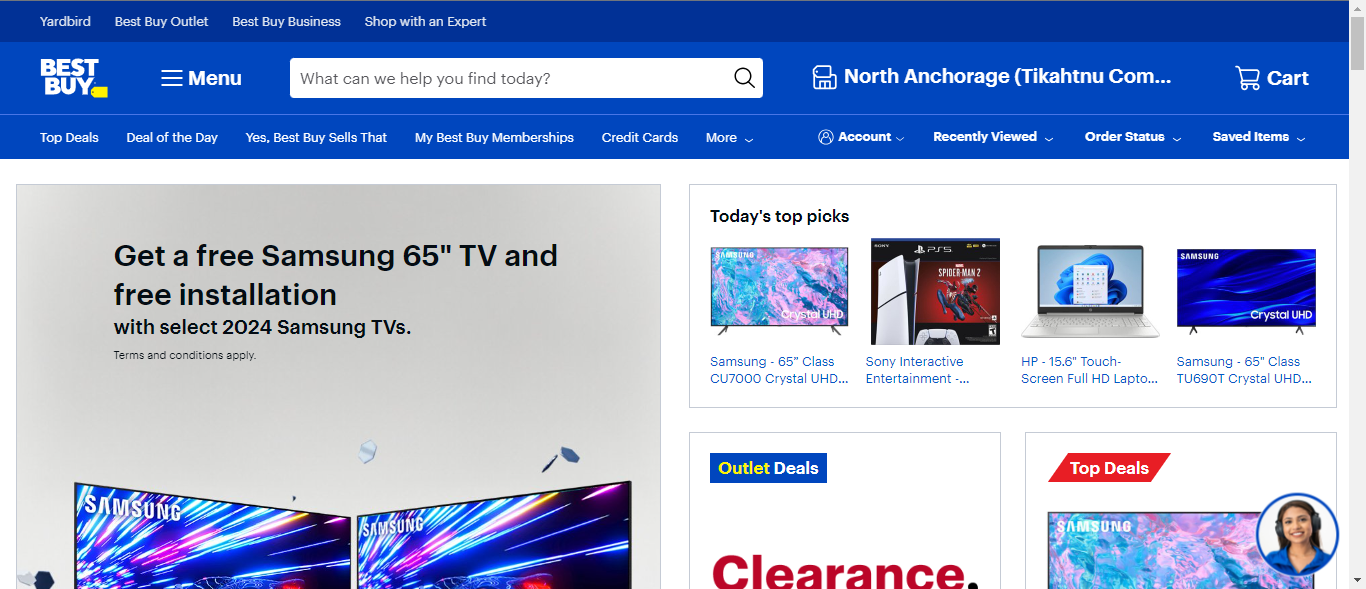 Yardbird
Best Buy Outlet
Best Buy Business
Shop with an Expert
BEST
BUY
Menu
What can we help you find today?
North Anchorage (Tikahtnu Com...
Cart
Top Deals
Deal of the Day
Yes, Best Buy Sells That
My Best Buy Memberships
Credit Cards
More
Account
Recently Viewed
Order Status
Saved Items
Get a free Samsung 65" TV and
free installation
with select 2024 Samsung TVs.
Terms and conditions apply.
SAMSUNG
SAMSUNG
Today's top picks
SAMSUNG
Crystal UHD
Samsung - 65” Class
CU7000 Crystal UHD...
SONY
PS5
MARVEL
SPIDER-MAN 2
Sony Interactive
Entertainment -...
HP - 15.6" Touch-
Screen Full HD Lapto...
SAMSUNG
Crystal UHD
Samsung - 65" Class
TU690T Crystal UHD...
Outlet Deals
Clearance.
Top Deals
SAMSUNG